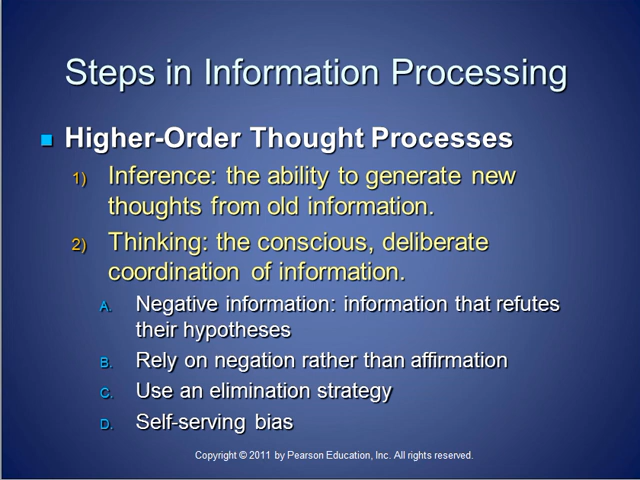 Steps in Information Processing
■ Higher-Order Thought Processes
1) Inference: the ability to generate new
thoughts from old information.
2) Thinking: the conscious, deliberate
coordination of information.
A. Negative information: information that refutes
their hypotheses
B. Rely on negation rather than affirmation
C. Use an elimination strategy
D. Self-serving bias
Copyright © 2011 by Pearson Education, Inc. All rights reserved.